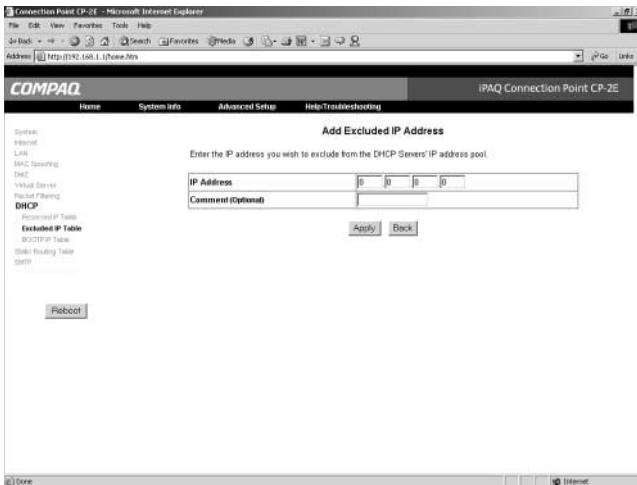 Connection Point CP-2E - Microsoft Internet Explorer
File Edit View Favorites Tools Help
Back Search Favorites Media
Address http://192.168.1.1/home.htm Go Links
COMPAQ iPAQ Connection Point CP-2E
Home System Info Advanced Setup Help/Troubleshooting
System
Internet
LAN
MAC Spoofing
DMZ
Virtual Server
Packet Filtering
DHCP
Reserved IP Table
Excluded IP Table
BOOTP IP Table
Static Routing Table
SNTP
Reboot
Add Excluded IP Address
Enter the IP address you wish to exclude from the DHCP Servers' IP address pool.
IP Address 0 0 0 0
Comment (Optional)
Apply Back
Done Internet